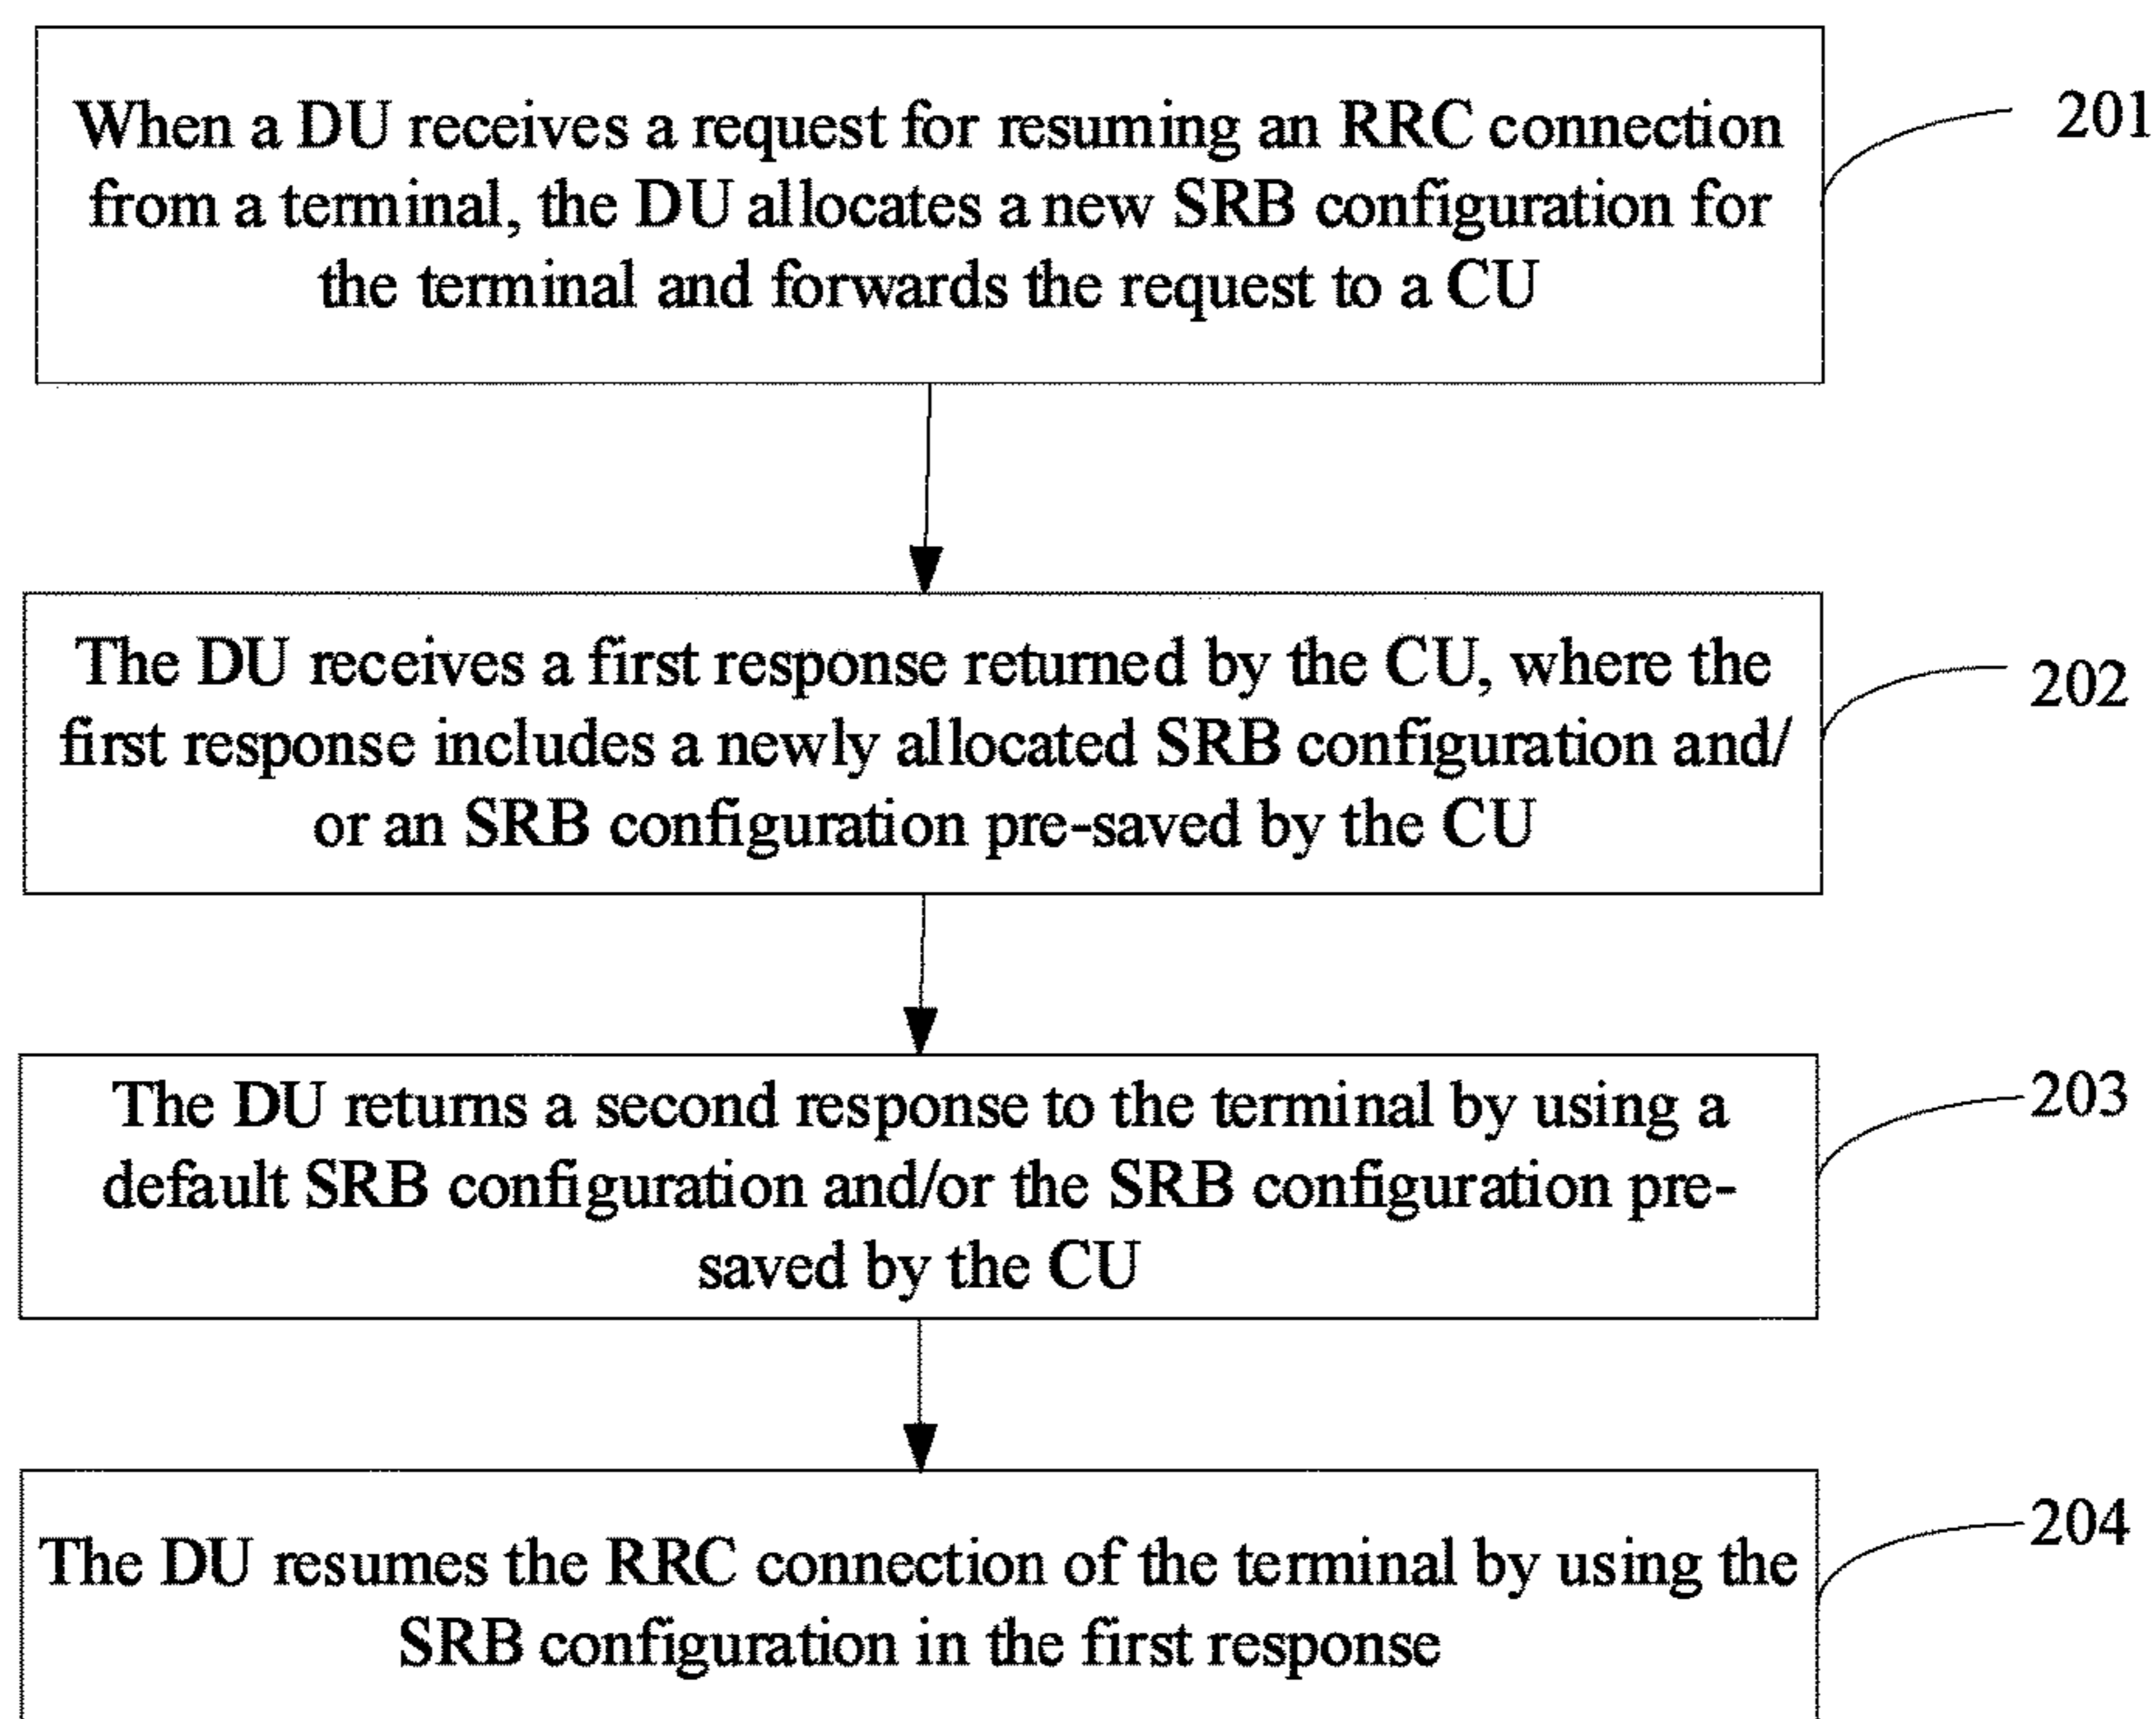 When a DU receives a request for resuming an RRC connection
from a terminal, the DU allocates a new SRB configuration for
the terminal and forwards the request to a CU
201
The DU receives a first response returned by the CU, where the
first response includes a newly allocated SRB configuration and/
or an SRB configuration pre-saved by the CU
202
The DU returns a second response to the terminal by using a
default SRB configuration and/or the SRB configuration pre-
saved by the CU
203
The DU resumes the RRC connection of the terminal by using the
SRB configuration in the first response
204